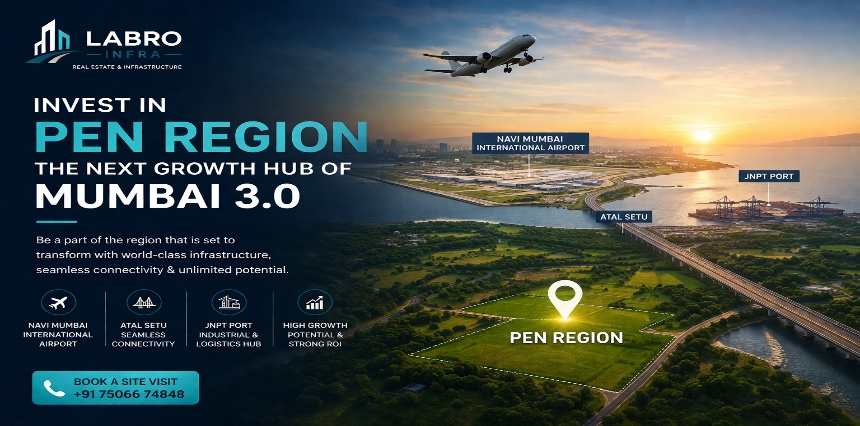 LABRO
INFRA
REAL ESTATE & INFRASTRUCTURE
INVEST IN
PEN REGION
THE NEXT GROWTH HUB OF
MUMBAI 3.0
Be a part of the region that is set to
transform with world-class infrastructure,
seamless connectivity & unlimited potential.
NAVI MUMBAI
INTERNATIONAL
AIRPORT
ATAL SETU
SEAMLESS
CONNECTIVITY
JNPT PORT
INDUSTRIAL &
LOGISTICS HUB
HIGH GROWTH
POTENTIAL &
STRONG ROI
BOOK A SITE VISIT
+91 75066 74848
NAVI MUMBAI
INTERNATIONAL AIRPORT
JNPT PORT
ATAL SETU
PEN REGION